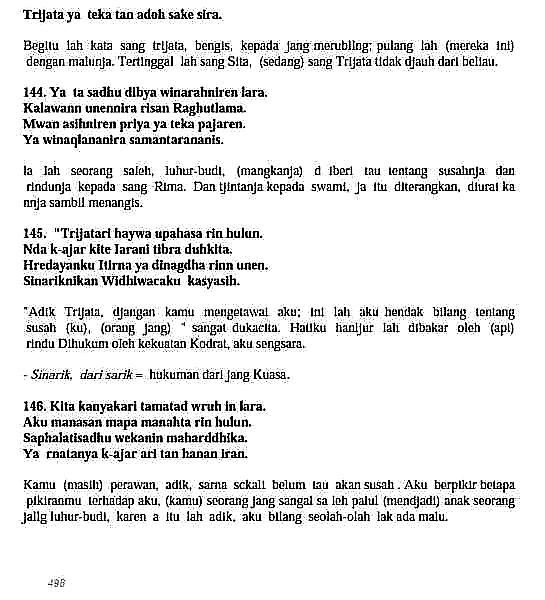 Trijata ya teka tan adoh sake sira.
Begitu lah kata sang trijata, bengis, kepada jang merubling; pulang lah (mereka ini)
dengan malunja. Tertinggal lah sang Sita, (sedang) sang Trijata tidak djauh dari beliau.
144. Ya ta sadhu dibya winarahniren lara.
Kalawann unennira risan Raghutlama.
Mwan asihniren priya ya teka pajaren.
Ya winaqlananira samantarananis.
Ia lah seorang saleh, luhur-budi, (mangkanja) d iberi tau tentang susahnja dan
rindunja kepada sang Rima. Dan tjintanja kepada swami, ja itu diterangkan, diurai ka
nnja sambil menangis.
145. "Trijatari haywa upahasa rin hulun.
Nda k-ajar kite larani tibra duhkita.
Hredayanku Itirna ya dinagdha rinn unen.
Sinariknikan Widhiwacaku kasyasih.
"Adik Trijata, djangan kamu mengetawai aku; ini lah aku hendak bilang tentang
susah (ku), (orang jang) " sangat dukacita. Hatiku hantjur lah dibakar oleh (api)
rindu Dihukum oleh kekuatan Kodrat, aku sengsara.
- Sinarik, dari sarik = hukuman dari jang Kuasa.
146. Kita kanyakari tamatad wruh in lara.
Aku manasan mapa manahta rin hulun.
Saphalatisadhu wekanin maharddhika.
Ya rnatanya k-ajar ari tan hanan iran.
Kamu (masih) perawan, adik, sama sckali belum tau akan susah . Aku berpikir betapa
pikiranmu terhadap aku, (kamu) seorang jang sangal sa leh patut (mendjadi) anak seorang
jallg luhur-budi, karen a itu lah adik, aku bilang seolah-olah lak ada malu.
498